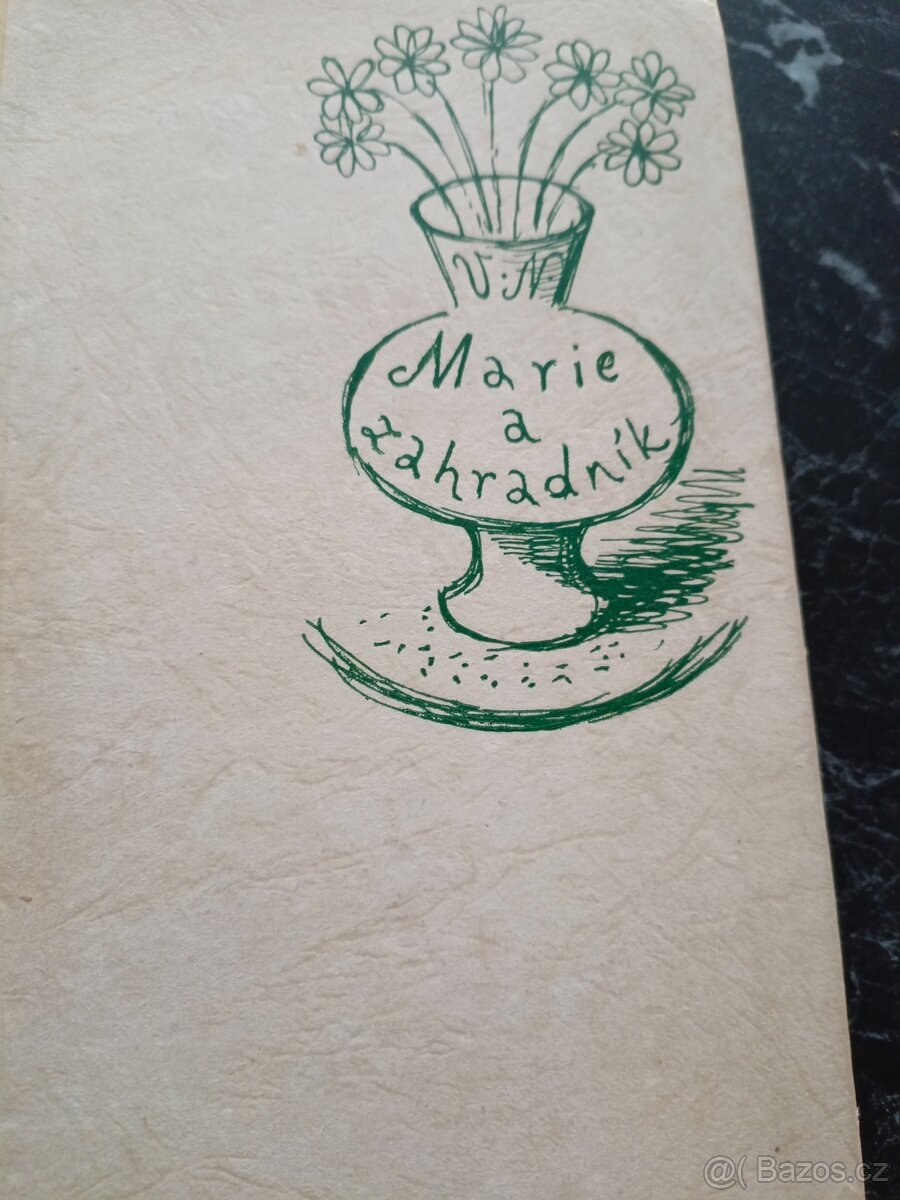 V. N.
Marie
a
zahradník
@( Bazos.cz